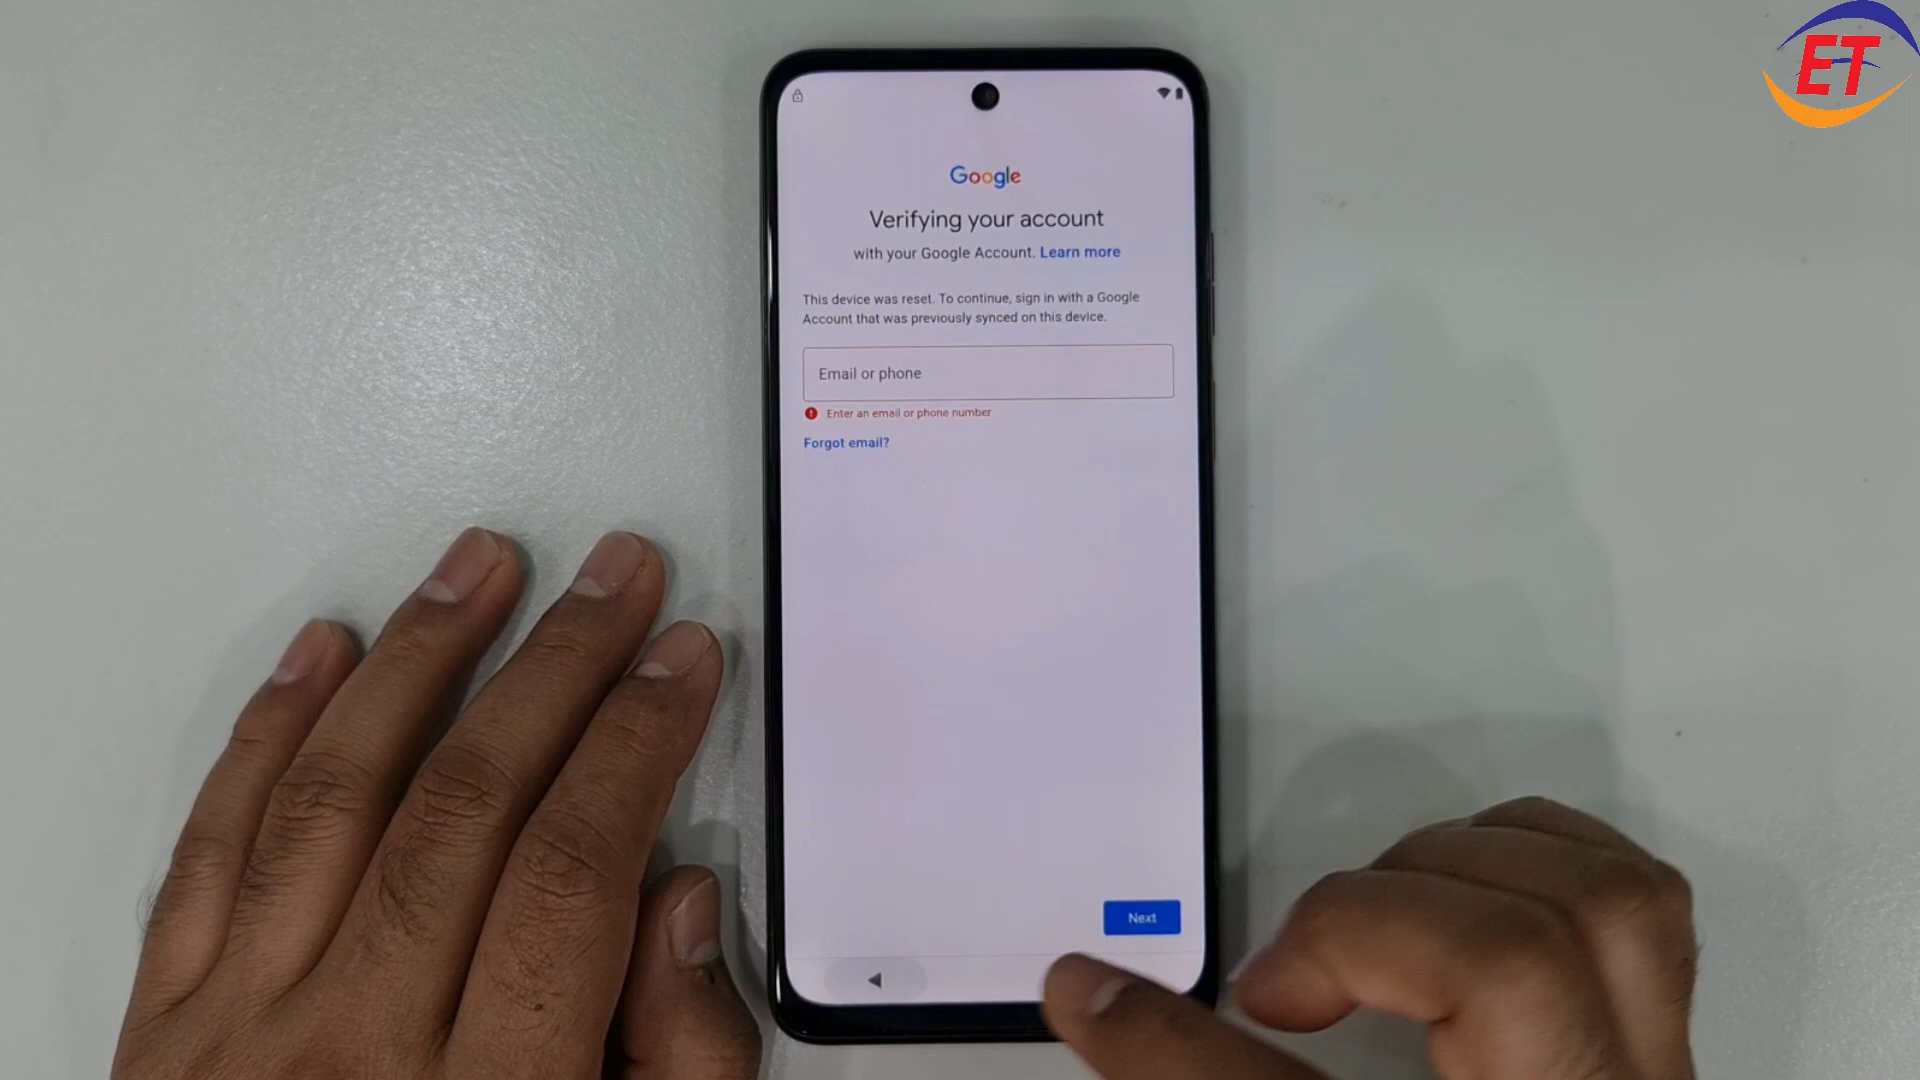 ET
Google
Verifying your account
with your Google Account. Learn more
This device was reset. To continue, sign in with a Google
Account that was previously synced on this device.
Email or phone
Enter an email or phone number
Forgot email?
Next